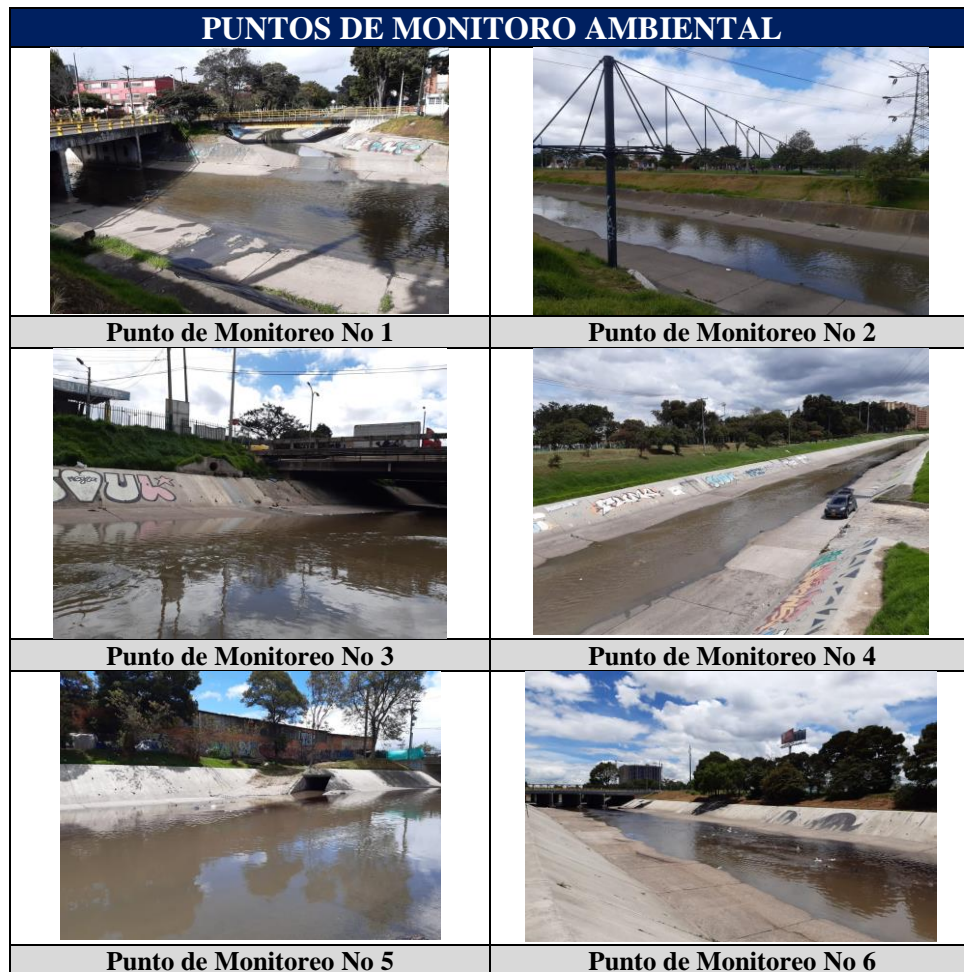 PUNTOS DE MONITORO AMBIENTAL
Punto de Monitoreo No 1
Punto de Monitoreo No 2
Punto de Monitoreo No 3
Punto de Monitoreo No 4
Punto de Monitoreo No 5
Punto de Monitoreo No 6